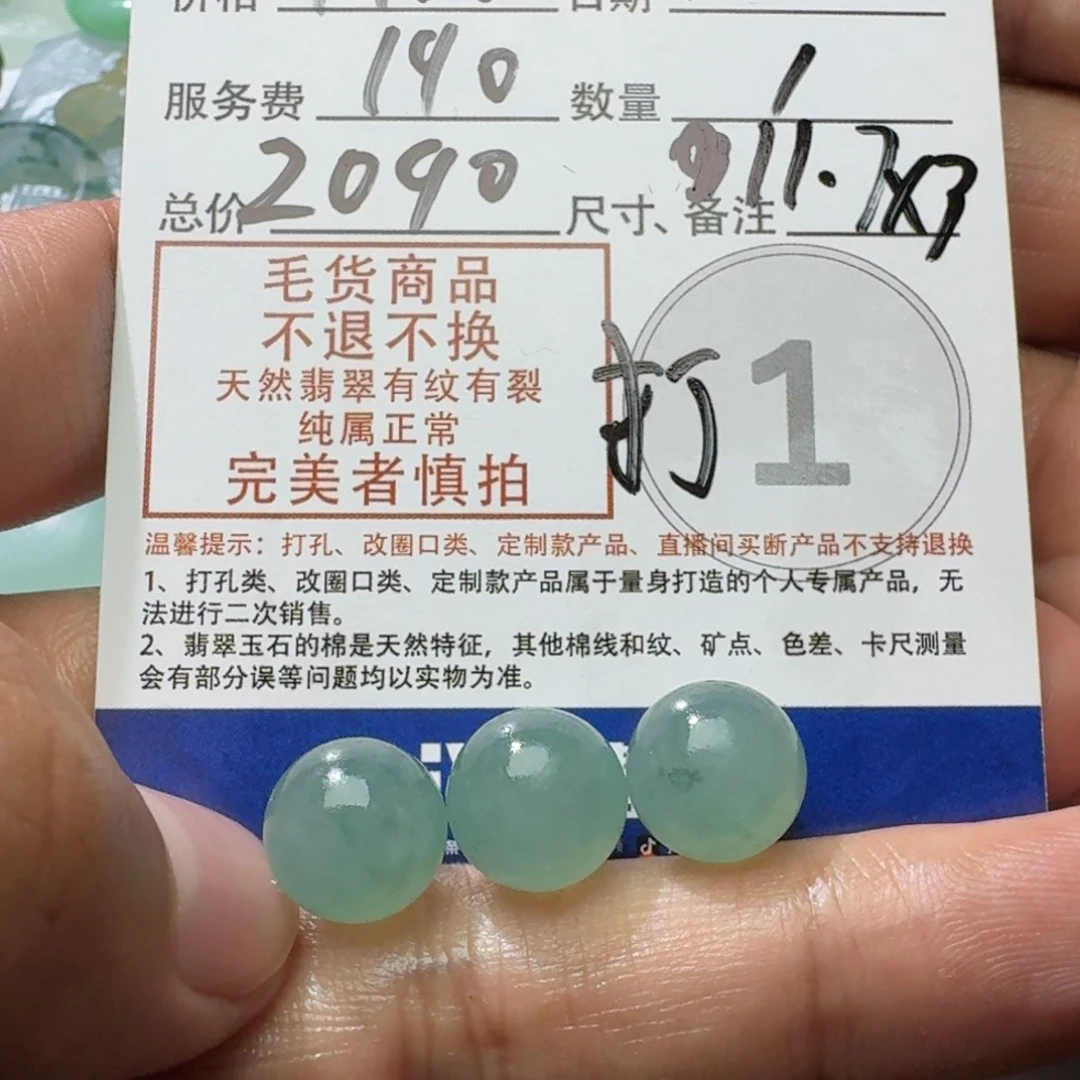 价格 日期
服务费 190 数量 1
总价 2090 尺寸、备注 11.7X3
毛货商品
不退不换
天然翡翠有纹有裂
纯属正常
完美者慎拍
打 1
温馨提示：打孔、改圈口类、定制款产品、直播间买断产品不支持退换
1、打孔类、改圈口类、定制款产品属于量身打造的个人专属产品，无
法进行二次销售。
2、翡翠玉石的棉是天然特征，其他棉线和纹、矿点、色差、卡尺测量
会有部分误等问题均以实物为准。